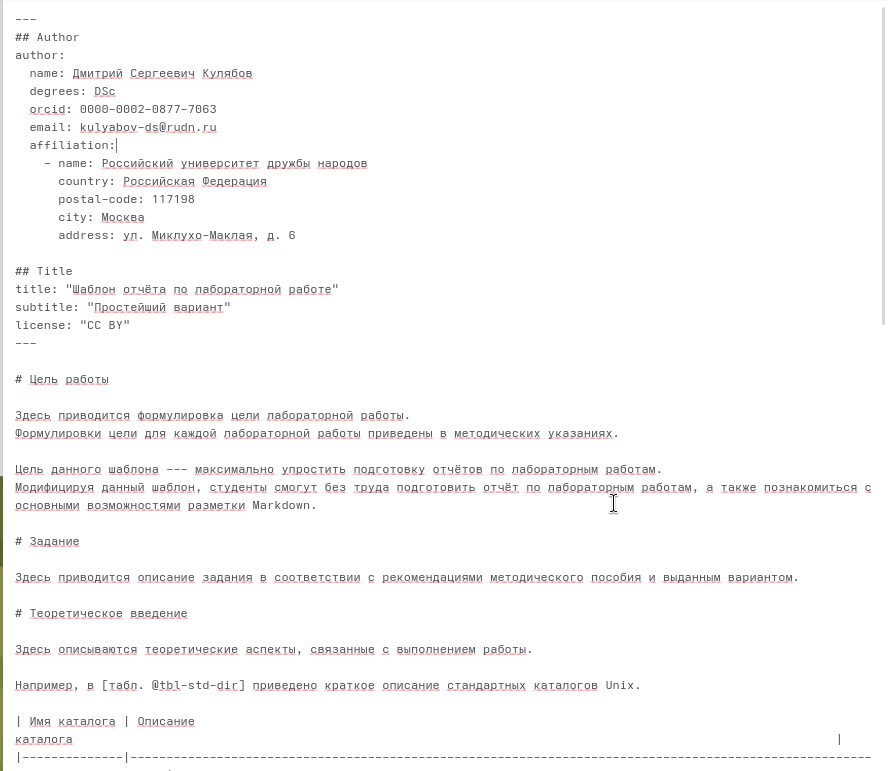 ---
## Author
author:
  name: Дмитрий Сергеевич Кулябов
  degrees: DSc
  orcid: 0000-0002-0877-7063
  email: kulyabov-ds@rudn.ru
  affiliation:
    - name: Российский университет дружбы народов
      country: Российская Федерация
      postal-code: 117198
      city: Москва
      address: ул. Миклухо-Маклая, д. 6

## Title
title: "Шаблон отчёта по лабораторной работе"
subtitle: "Простейший вариант"
license: "CC BY"
---

# Цель работы

Здесь приводится формулировка цели лабораторной работы.
Формулировки цели для каждой лабораторной работы приведены в методических указаниях.

Цель данного шаблона --- максимально упростить подготовку отчётов по лабораторным работам.
Модифицируя данный шаблон, студенты смогут без труда подготовить отчёт по лабораторным работам, а также познакомиться с
основными возможностями разметки Markdown.

# Задание

Здесь приводится описание задания в соответствии с рекомендациями методического пособия и выданным вариантом.

# Теоретическое введение

Здесь описываются теоретические аспекты, связанные с выполнением работы.

Например, в [табл. @tbl-std-dir] приведено краткое описание стандартных каталогов Unix.

| Имя каталога | Описание
каталога |
|--------------|-------------------------------------------------------------------------------------------------------